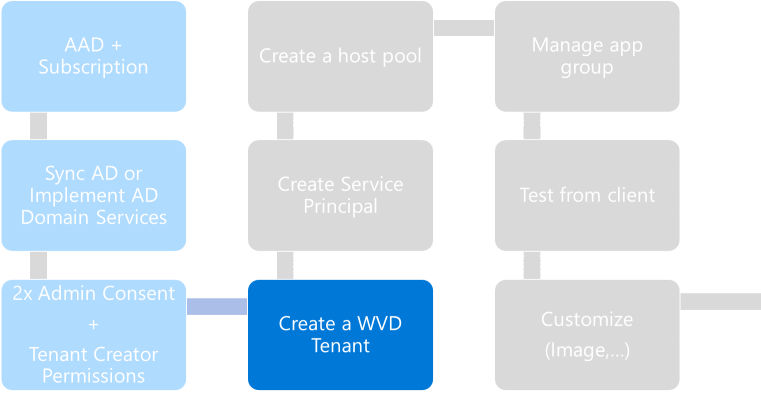 AAD +
Subscription
Sync AD or
Implement AD
Domain Services
2x Admin Consent
+
Tenant Creator
Permissions
Create a WVD
Tenant
Create Service
Principal
Create a host pool
Manage app
group
Test from client
Customize
(Image,...)